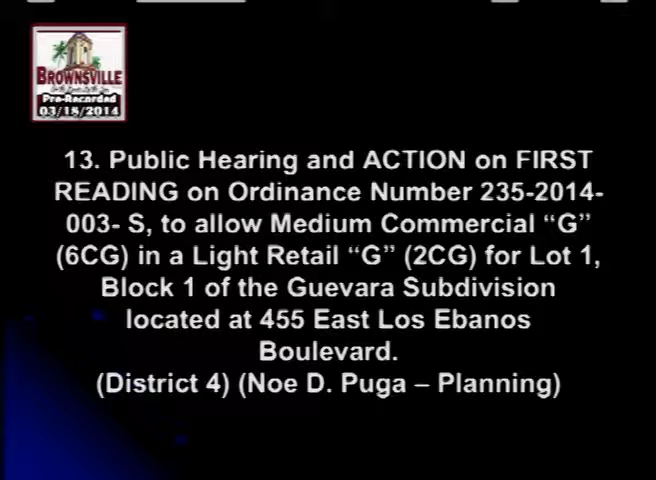 BROWNSVILLE
Pre-Recorded
03/18/2014
13. Public Hearing and ACTION on FIRST
READING on Ordinance Number 235-2014-
003- S, to allow Medium Commercial “G”
(6CG) in a Light Retail “G” (2CG) for Lot 1,
Block 1 of the Guevara Subdivision
located at 455 East Los Ebanos
Boulevard.
(District 4) (Noe D. Puga – Planning)